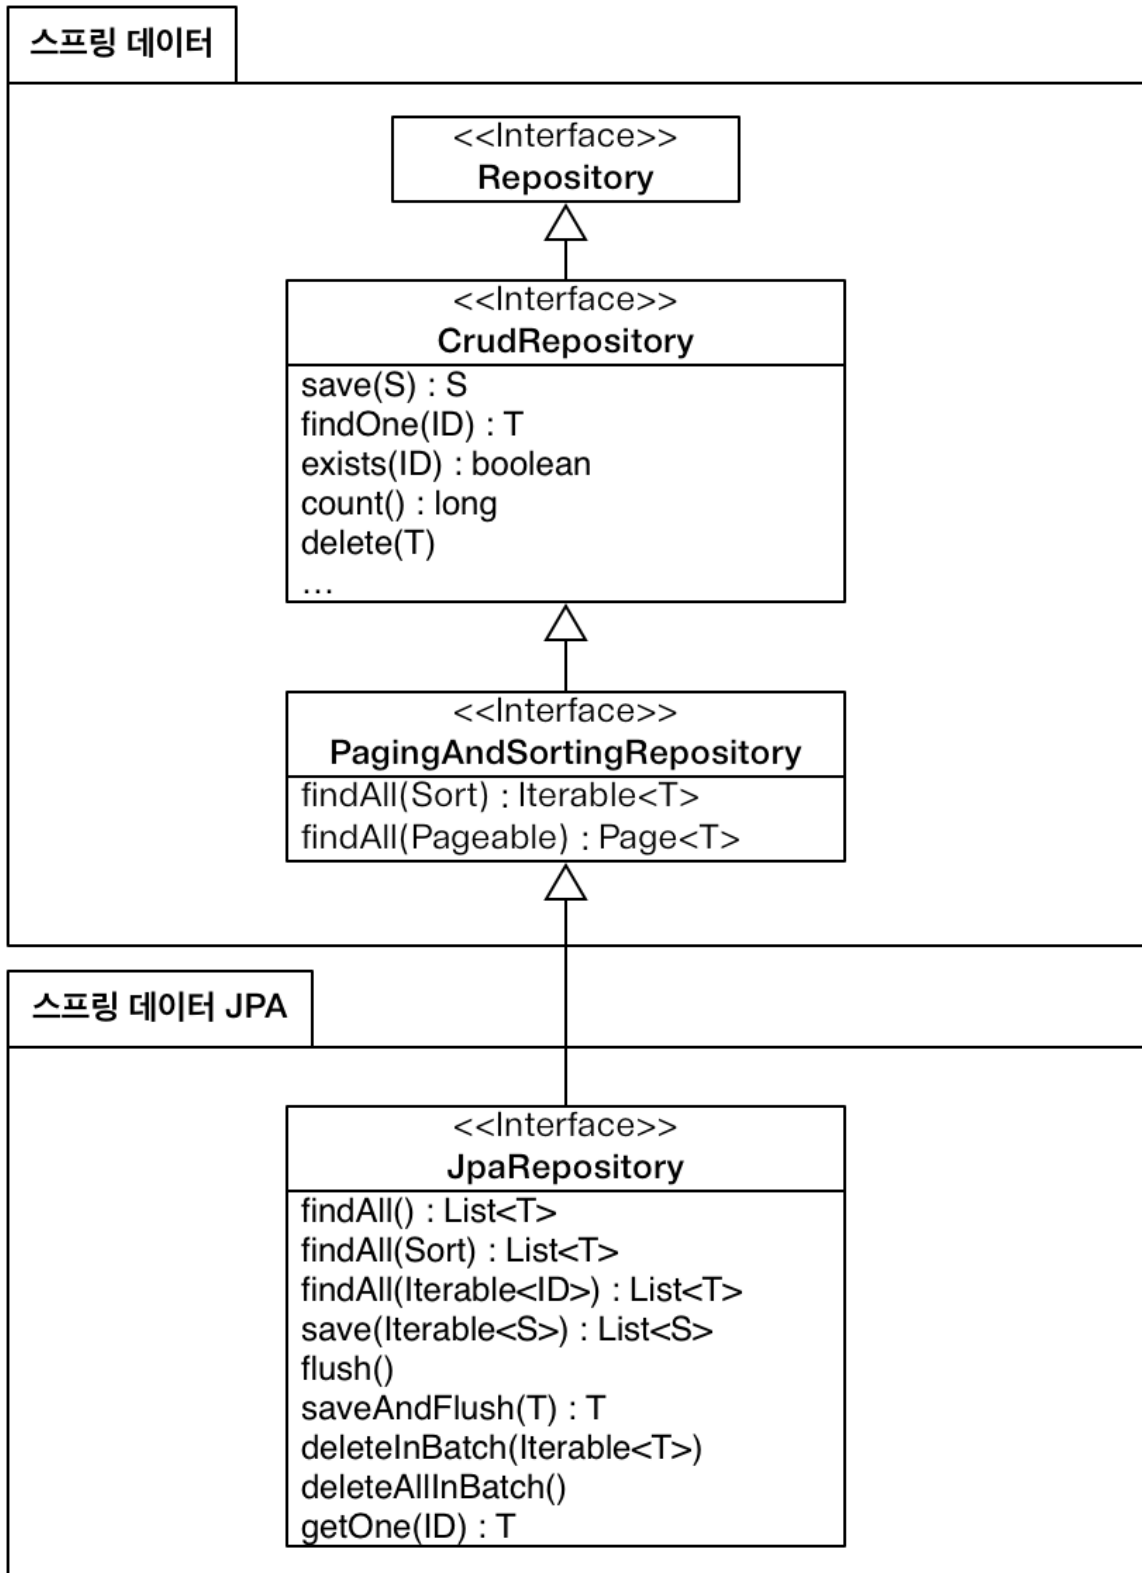 스프링 데이터
<<Interface>>
Repository
<<Interface>>
CrudRepository
save(S) : S
findOne(ID) : T
exists(ID) : boolean
count() : long
delete(T)
...
<<Interface>>
PagingAndSortingRepository
findAll(Sort) : Iterable<T>
findAll(Pageable) : Page<T>
스프링 데이터 JPA
<<Interface>>
JpaRepository
findAll() : List<T>
findAll(Sort) : List<T>
findAll(Iterable<ID>) : List<T>
save(Iterable<S>) : List<S>
flush()
saveAndFlush(T) : T
deleteInBatch(Iterable<T>)
deleteAllInBatch()
getOne(ID) : T